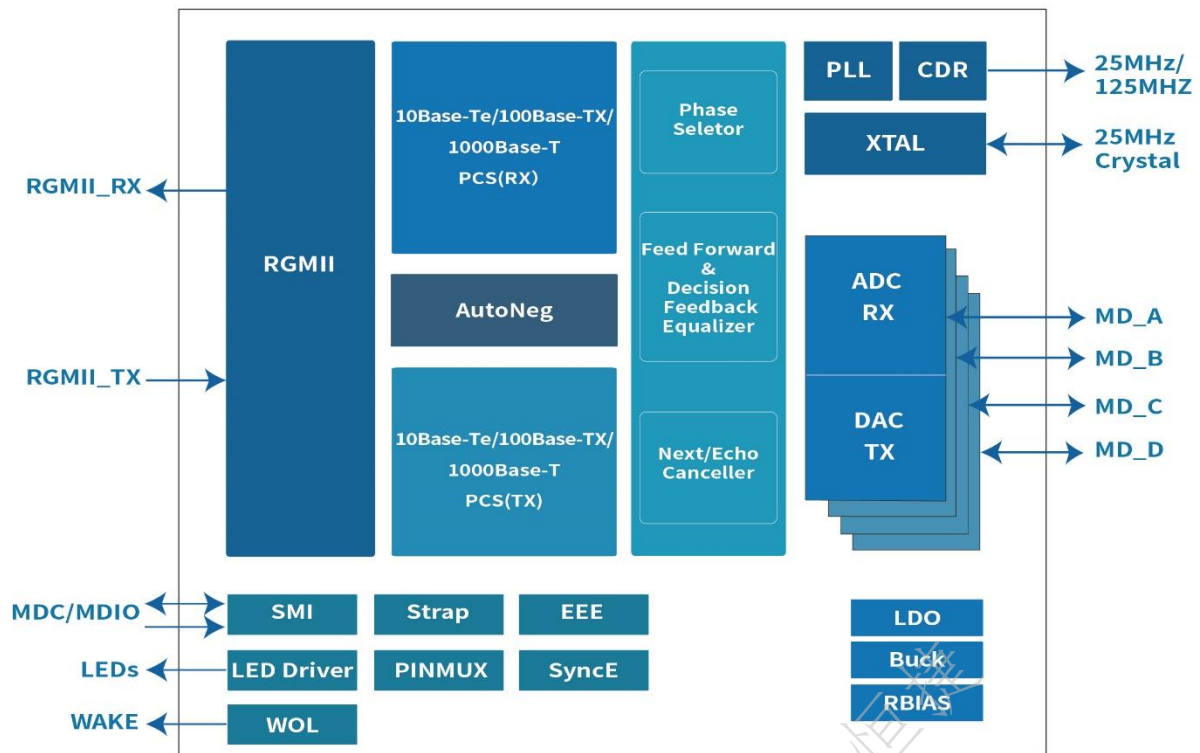 PLL
CDR
25MHz/
125MHZ
10Base-Te/100Base-TX/
1000Base-T
PCS(RX)
Phase
Seletor
XTAL
25MHz
Crystal
RGMII_RX
RGMII
Feed Forward
&
Decision
Feedback
Equalizer
ADC
RX
AutoNeg
MD_A
MD_B
RGMII_TX
MD_C
10Base-Te/100Base-TX/
1000Base-T
PCS(TX)
Next/Echo
Canceller
DAC
TX
MD_D
MDC/MDIO
SMI
Strap
EEE
LDO
LEDs
LED Driver
PINMUX
SyncE
Buck
WAKE
WOL
RBIAS
恒捷